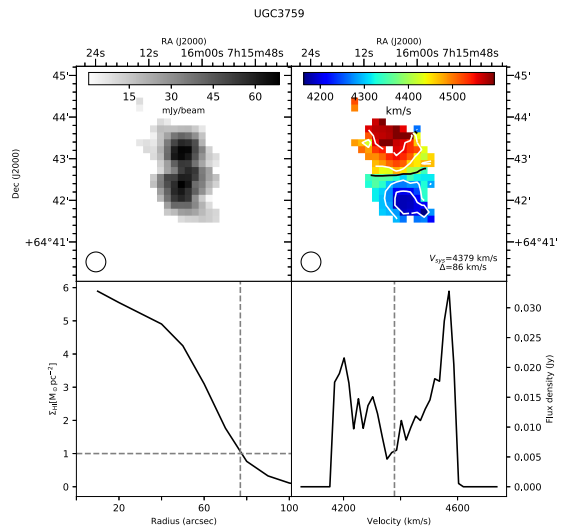 UGC3759
RA (J2000)
RA (J2000)
24s 12s 16m00s 7h15m48s
24s 12s 16m00s 7h15m48s
45' 44' 43' 42' +64°41'
Dec (J2000)
15 30 45 60
mJy/beam
4200 4300 4400 4500
km/s
45' 44' 43' 42' +64°41'
V_sys=4379 km/s
Δ=86 km/s
6 5 4 3 2 1 0
Σ_HI[M_⊙pc⁻²]
20 40 60 80 100
Radius (arcsec)
0.030 0.025 0.020 0.015 0.010 0.005 0.000
Flux density (Jy)
4200 4400 4600
Velocity (km/s)